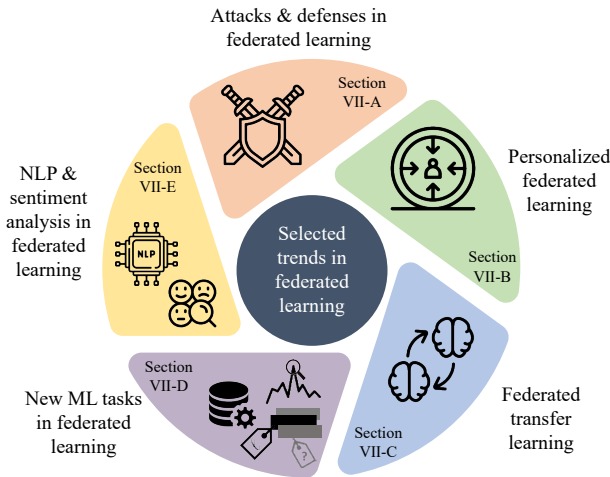 Attacks & defenses in
federated learning
Section
VII-A
Personalized
federated
learning
Section
VII-B
Federated
transfer
learning
Section
VII-C
New ML tasks
in federated
learning
Section
VII-D
NLP &
sentiment
analysis in
federated
learning
Section
VII-E
NLP
Selected
trends in
federated
learning
?